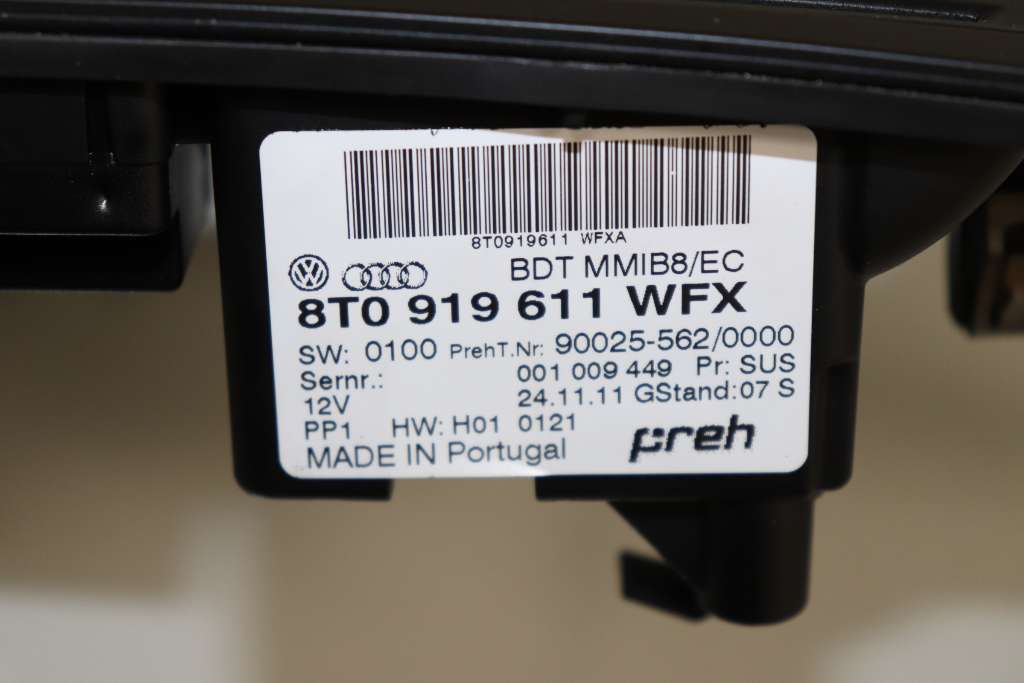 8T0919611 WFXA
BDT MMIB8/EC
8T0 919 611 WFX
SW: 0100 PrehT.Nr: 90025-562/0000
Sernr.: 001 009 449 Pr: SUS
12V 24.11.11 GStand:07 S
PP1 HW: H01 0121
MADE IN Portugal preh